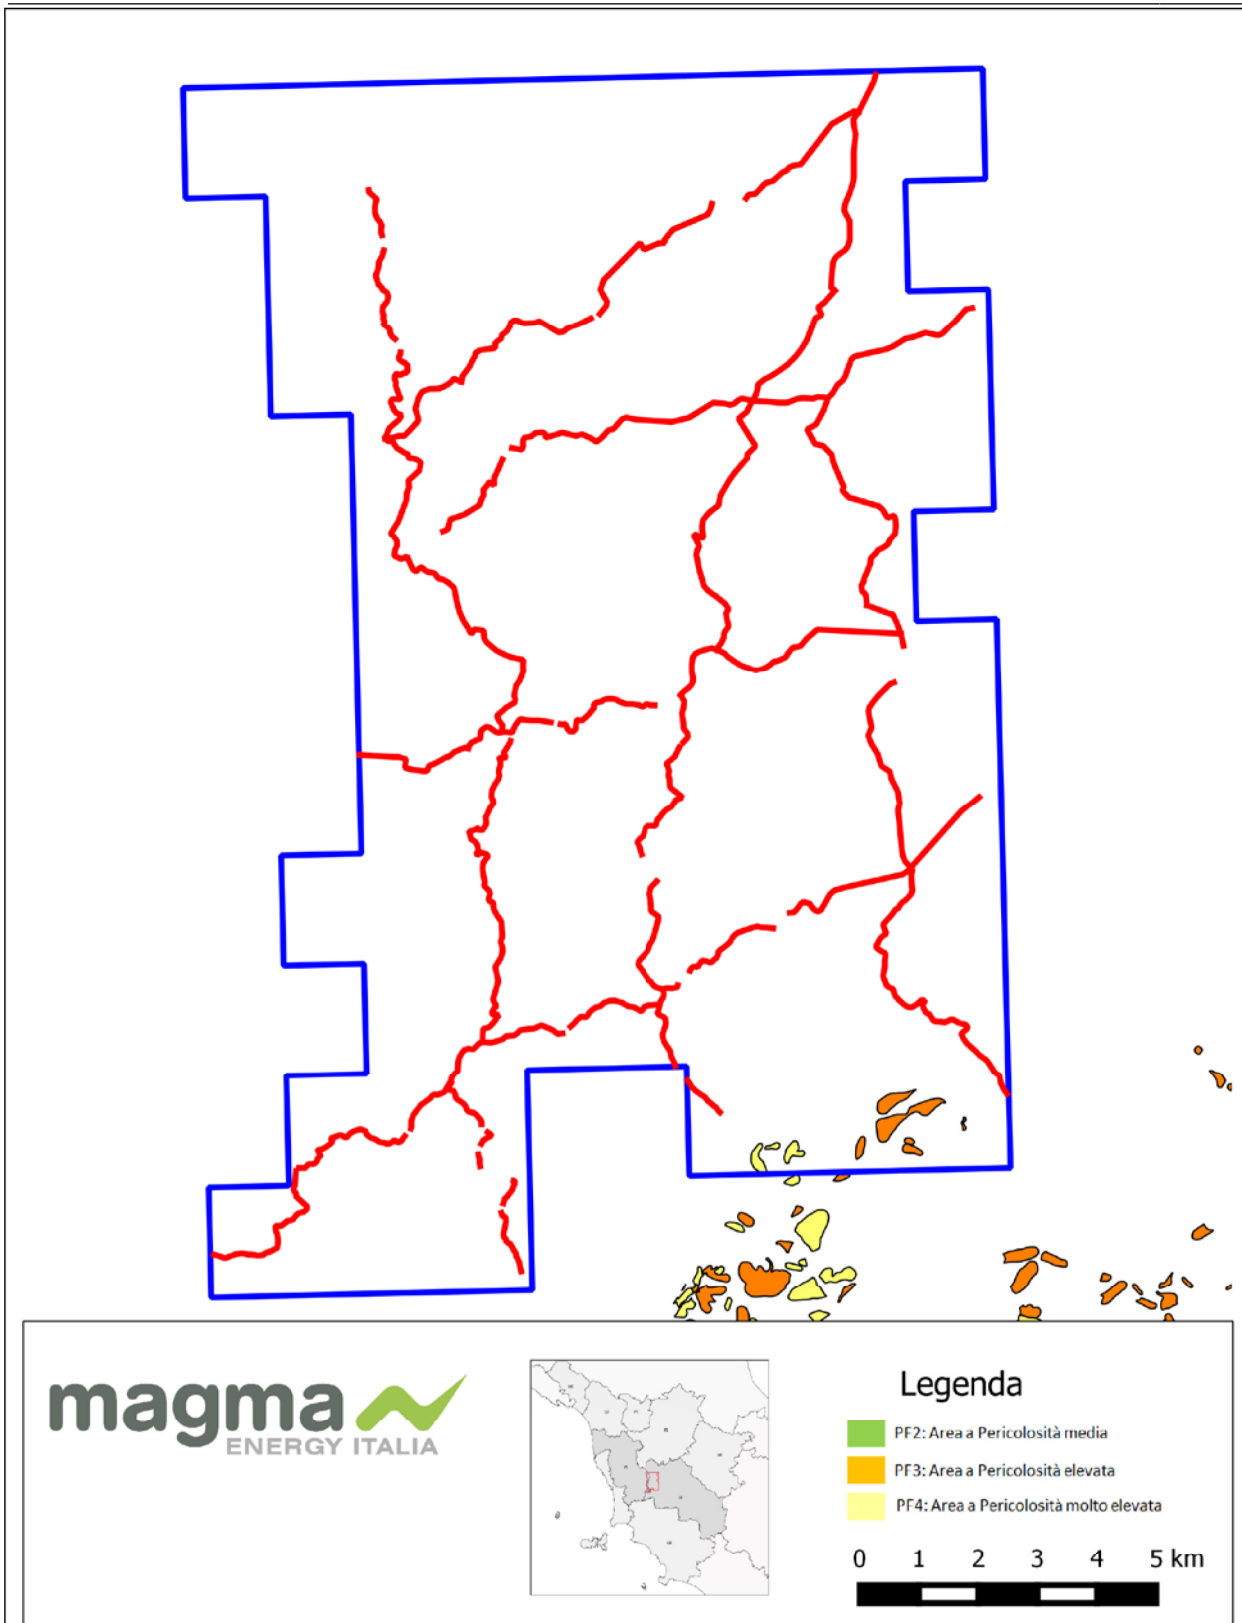 magma
ENERGY ITALIA
Legenda
PF2: Area a Pericolosità media
PF3: Area a Pericolosità elevata
PF4: Area a Pericolosità molto elevata
0 1 2 3 4 5 km